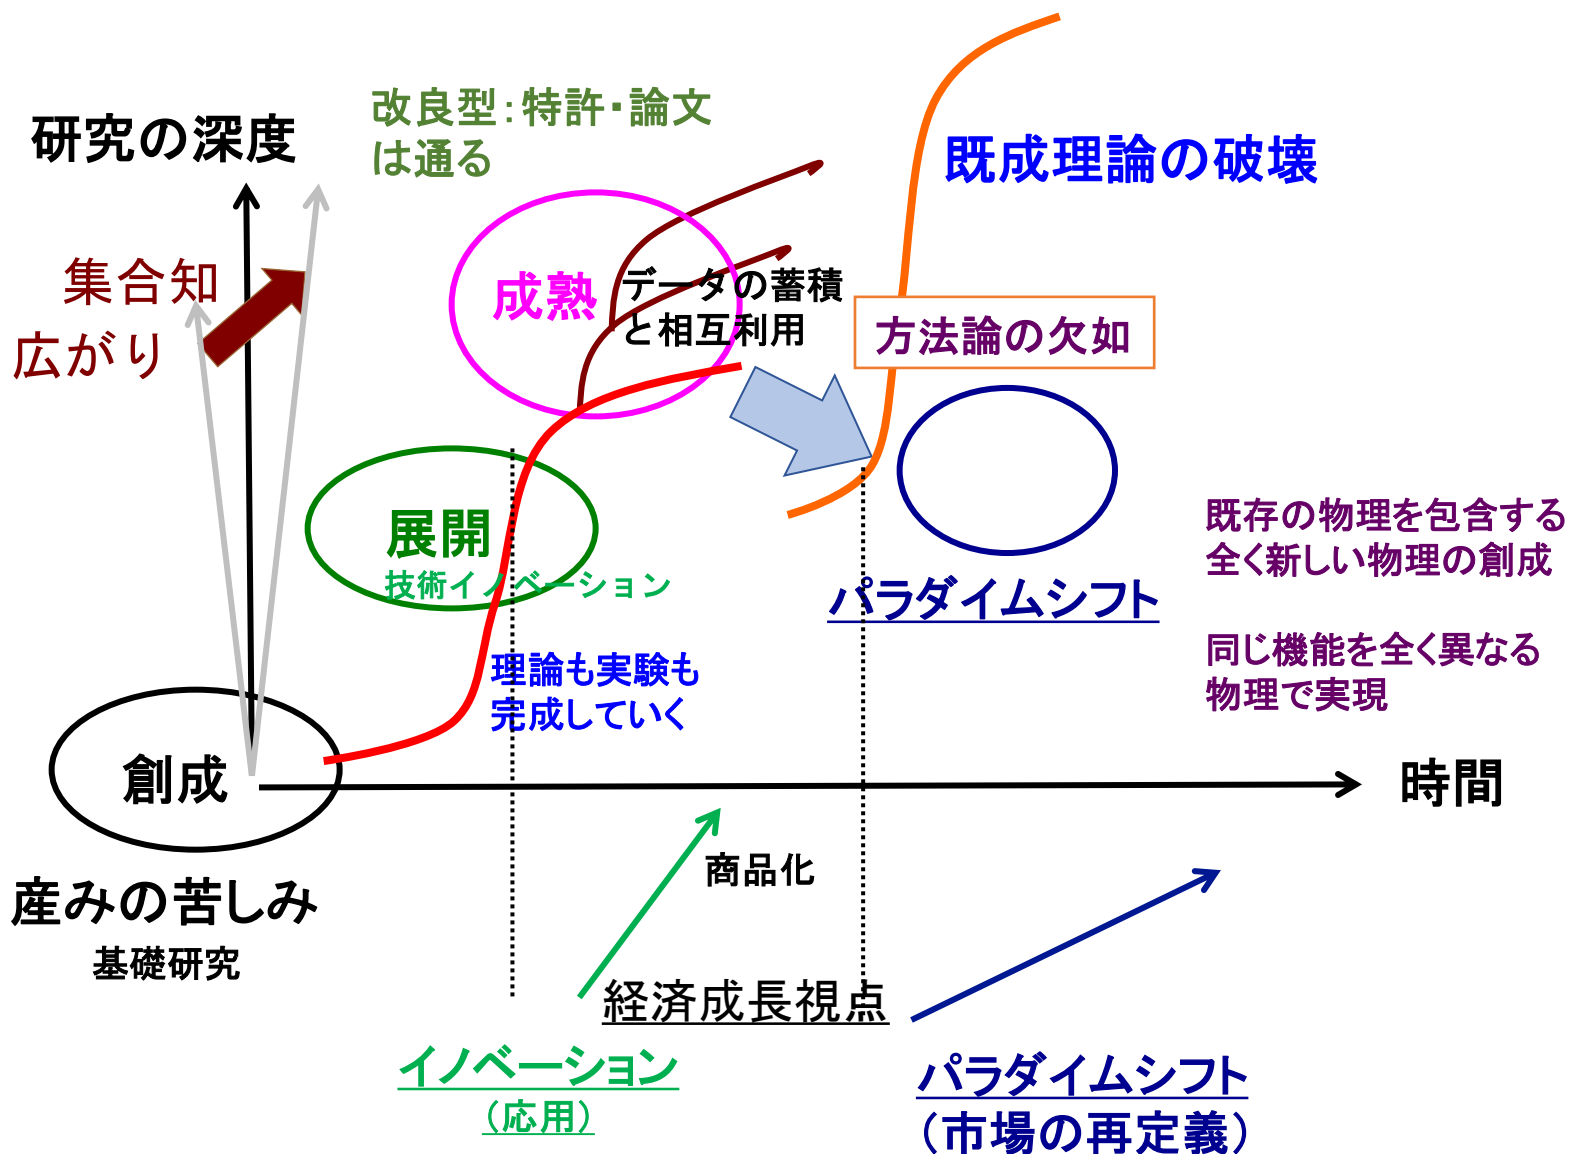 改良型：特許・論文
は通る
研究の深度
既成理論の破壊
集合知
広がり
成熟
データの蓄積
と相互利用
方法論の欠如
展開
技術イノベーション
既存の物理を包含する
全く新しい物理の創成
パラダイムシフト
理論も実験も
完成していく
同じ機能を全く異なる
物理で実現
創成
時間
産みの苦しみ
基礎研究
商品化
経済成長視点
イノベーション
（応用）
パラダイムシフト
（市場の再定義）